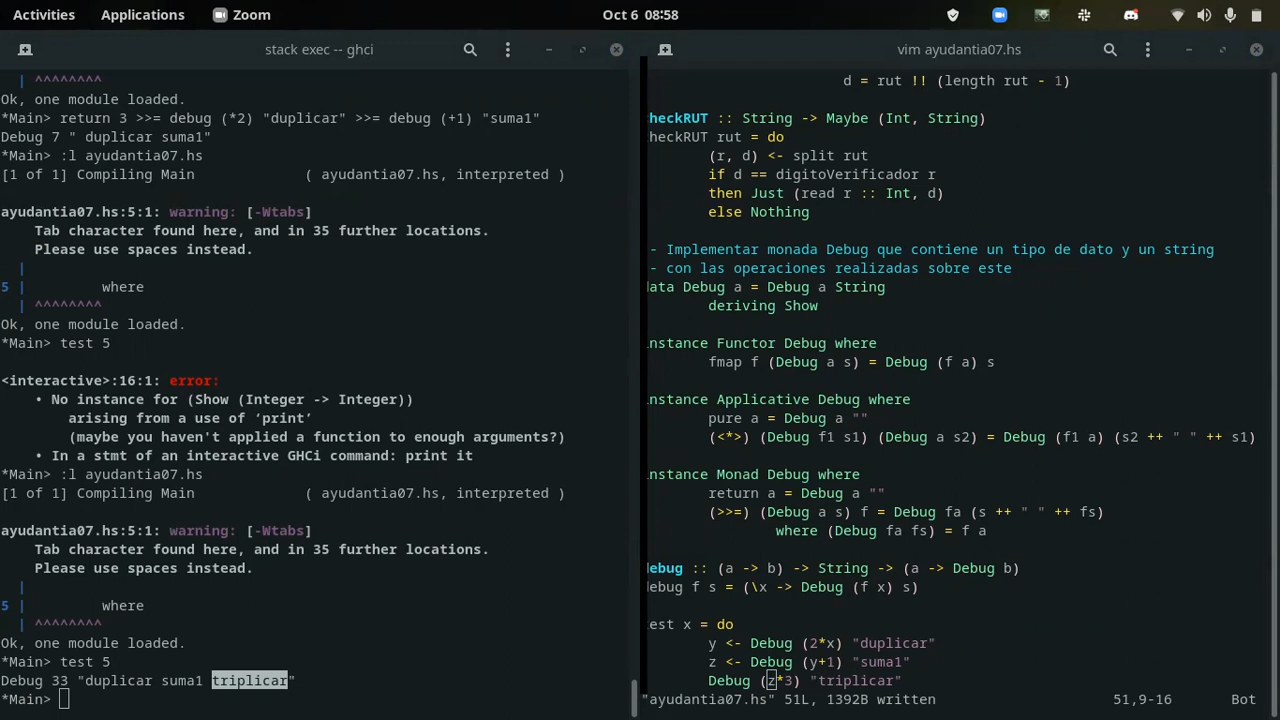 Activities Applications Zoom Oct 6 08:58
stack exec -- ghci
| ^^^^^^^^
Ok, one module loaded.
*Main> return 3 >>= debug (*2) "duplicar" >>= debug (+1) "suma1"
Debug 7 " duplicar suma1"
*Main> :l ayudantia07.hs
[1 of 1] Compiling Main ( ayudantia07.hs, interpreted )
ayudantia07.hs:5:1: warning: [-Wtabs]
Tab character found here, and in 35 further locations.
Please use spaces instead.
|
5 | where
| ^^^^^^^^
Ok, one module loaded.
*Main> test 5
<interactive>:16:1: error:
• No instance for (Show (Integer -> Integer))
arising from a use of ‘print’
(maybe you haven't applied a function to enough arguments?)
• In a stmt of an interactive GHCi command: print it
*Main> :l ayudantia07.hs
[1 of 1] Compiling Main ( ayudantia07.hs, interpreted )
ayudantia07.hs:5:1: warning: [-Wtabs]
Tab character found here, and in 35 further locations.
Please use spaces instead.
|
5 | where
| ^^^^^^^^
Ok, one module loaded.
*Main> test 5
Debug 33 "duplicar suma1 triplicar"
*Main>
vim ayudantia07.hs
d = rut !! (length rut - 1)
heckRUT :: String -> Maybe (Int, String)
heckRUT rut = do
(r, d) <- split rut
if d == digitoVerificador r
then Just (read r :: Int, d)
else Nothing
- Implementar monada Debug que contiene un tipo de dato y un string
- con las operaciones realizadas sobre este
ata Debug a = Debug a String
deriving Show
nstance Functor Debug where
fmap f (Debug a s) = Debug (f a) s
nstance Applicative Debug where
pure a = Debug a ""
(<*>) (Debug f1 s1) (Debug a s2) = Debug (f1 a) (s2 ++ " " ++ s1)
nstance Monad Debug where
return a = Debug a ""
(>>=) (Debug a s) f = Debug fa (s ++ " " ++ fs)
where (Debug fa fs) = f a
ebug :: (a -> b) -> String -> (a -> Debug b)
ebug f s = (\x -> Debug (f x) s)
est x = do
y <- Debug (2*x) "duplicar"
z <- Debug (y+1) "suma1"
Debug (z*3) "triplicar"
"ayudantia07.hs" 51L, 1392B written 51,9-16 Bot